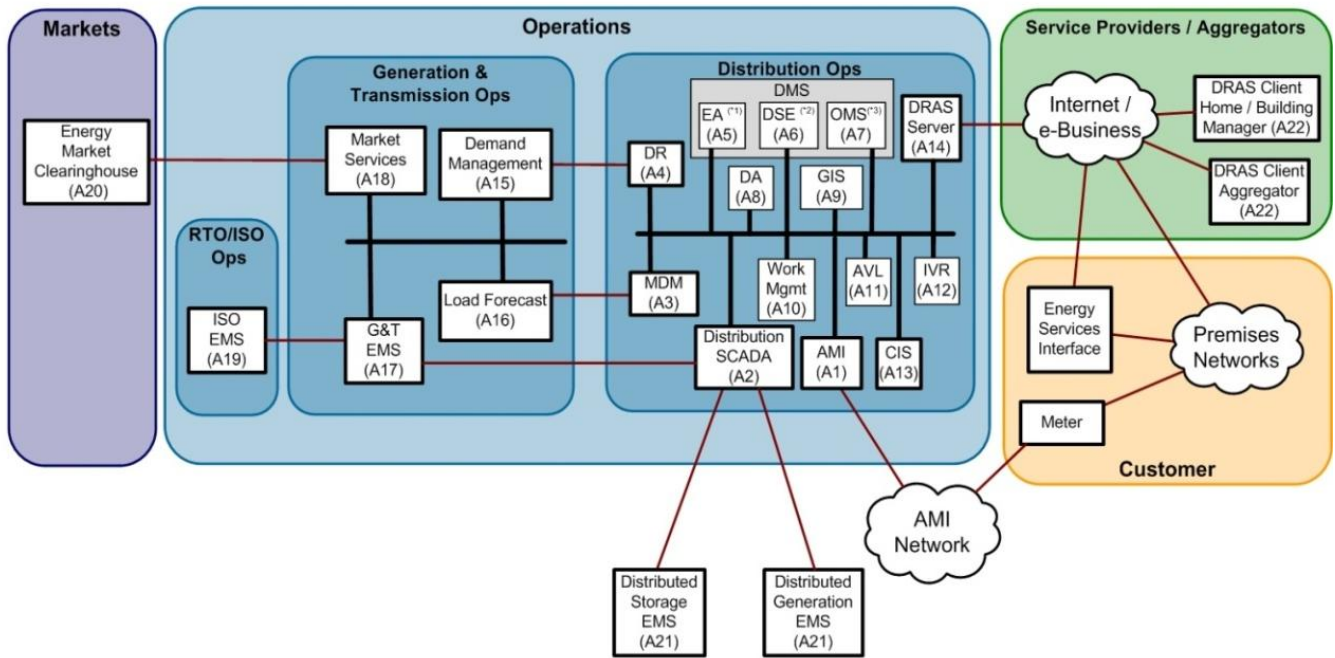 Markets
Energy
Market
Clearinghouse
(A20)
Operations
RTO/ISO
Ops
ISO
EMS
(A19)
Generation &
Transmission Ops
Market
Services
(A18)
Demand
Management
(A15)
Load Forecast
(A16)
G&T
EMS
(A17)
Distribution Ops
DMS
EA (*1)
(A5)
DSE (*2)
(A6)
OMS(*3)
(A7)
DRAS
Server
(A14)
DR
(A4)
DA
(A8)
GIS
(A9)
MDM
(A3)
Work
Mgmt
(A10)
AVL
(A11)
IVR
(A12)
Distribution
SCADA
(A2)
AMI
(A1)
CIS
(A13)
Service Providers / Aggregators
Internet /
e-Business
DRAS Client
Home / Building
Manager (A22)
DRAS Client
Aggregator
(A22)
Energy
Services
Interface
Premises
Networks
Meter
Customer
AMI
Network
Distributed
Storage
EMS
(A21)
Distributed
Generation
EMS
(A21)